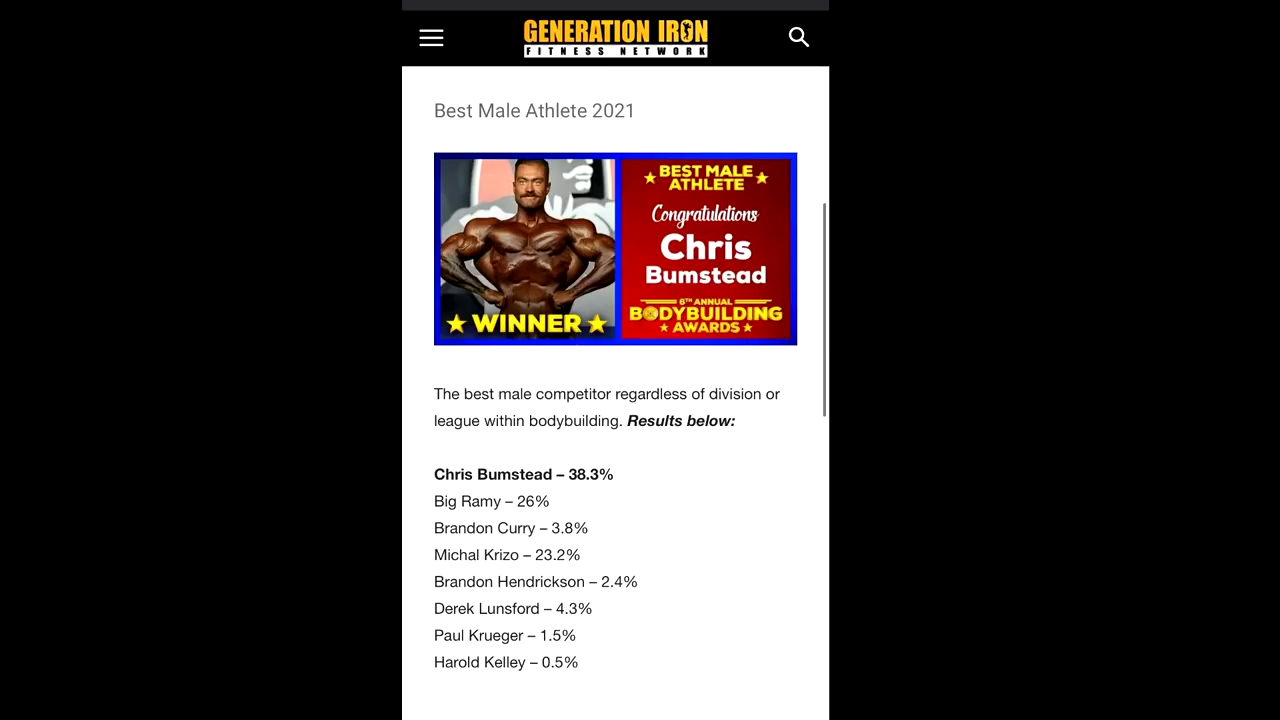 GENERATION IRON
FITNESS NETWORK
Best Male Athlete 2021
WINNER
BEST MALE
ATHLETE
Congratulations
Chris
Bumstead
6TH ANNUAL
BODYBUILDING
AWARDS
The best male competitor regardless of division or
league within bodybuilding. Results below:
Chris Bumstead – 38.3%
Big Ramy – 26%
Brandon Curry – 3.8%
Michal Krizo – 23.2%
Brandon Hendrickson – 2.4%
Derek Lunsford – 4.3%
Paul Krueger – 1.5%
Harold Kelley – 0.5%